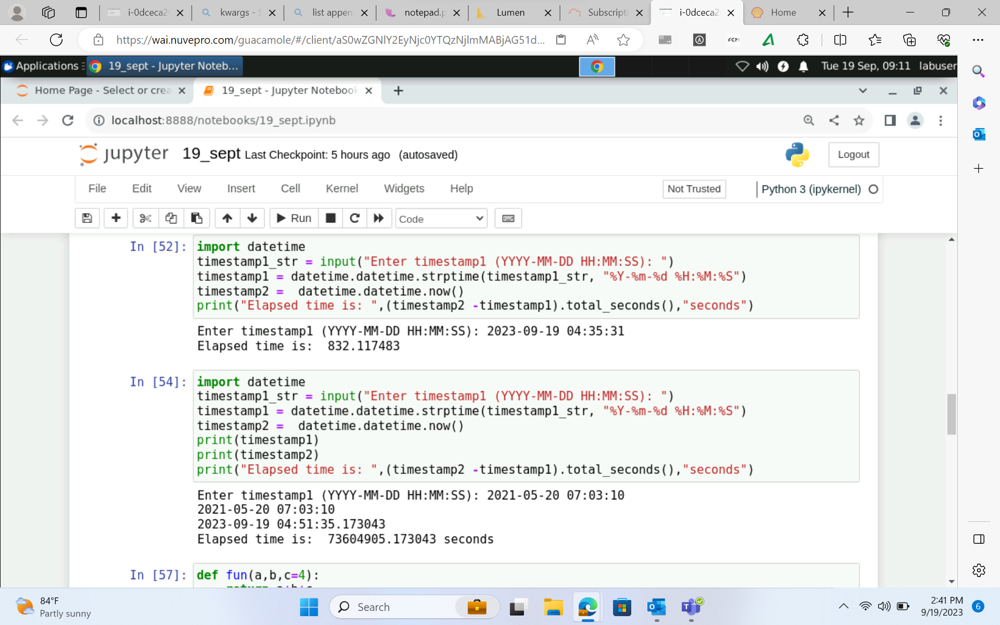 i-0dceca2
kwargs - S
list appen
notepad.p
Lumen
Subscripti
i-0dceca2
Home
https://wai.nuvepro.com/guacamole/#/client/aS0wZGNlY2EyNjc0YTQzNjlmMABjAG51d...
FCM
Applications
19_sept - Jupyter Noteb...
Tue 19 Sep, 09:11 labuser
Home Page - Select or crea
19_sept - Jupyter Notebook
localhost:8888/notebooks/19_sept.ipynb
jupyter 19_sept Last Checkpoint: 5 hours ago (autosaved)
Logout
File Edit View Insert Cell Kernel Widgets Help
Not Trusted
Python 3 (ipykernel)
Run
Code
In [52]: import datetime
timestamp1_str = input("Enter timestamp1 (YYYY-MM-DD HH:MM:SS): ")
timestamp1 = datetime.datetime.strptime(timestamp1_str, "%Y-%m-%d %H:%M:%S")
timestamp2 =  datetime.datetime.now()
print("Elapsed time is: ",(timestamp2 -timestamp1).total_seconds(),"seconds")
Enter timestamp1 (YYYY-MM-DD HH:MM:SS): 2023-09-19 04:35:31
Elapsed time is:  832.117483
In [54]: import datetime
timestamp1_str = input("Enter timestamp1 (YYYY-MM-DD HH:MM:SS): ")
timestamp1 = datetime.datetime.strptime(timestamp1_str, "%Y-%m-%d %H:%M:%S")
timestamp2 =  datetime.datetime.now()
print(timestamp1)
print(timestamp2)
print("Elapsed time is: ",(timestamp2 -timestamp1).total_seconds(),"seconds")
Enter timestamp1 (YYYY-MM-DD HH:MM:SS): 2021-05-20 07:03:10
2021-05-20 07:03:10
2023-09-19 04:51:35.173043
Elapsed time is:  73604905.173043 seconds
In [57]: def fun(a,b,c=4):
return a+b+c
84°F
Partly sunny
Search
2:41 PM
9/19/2023
6